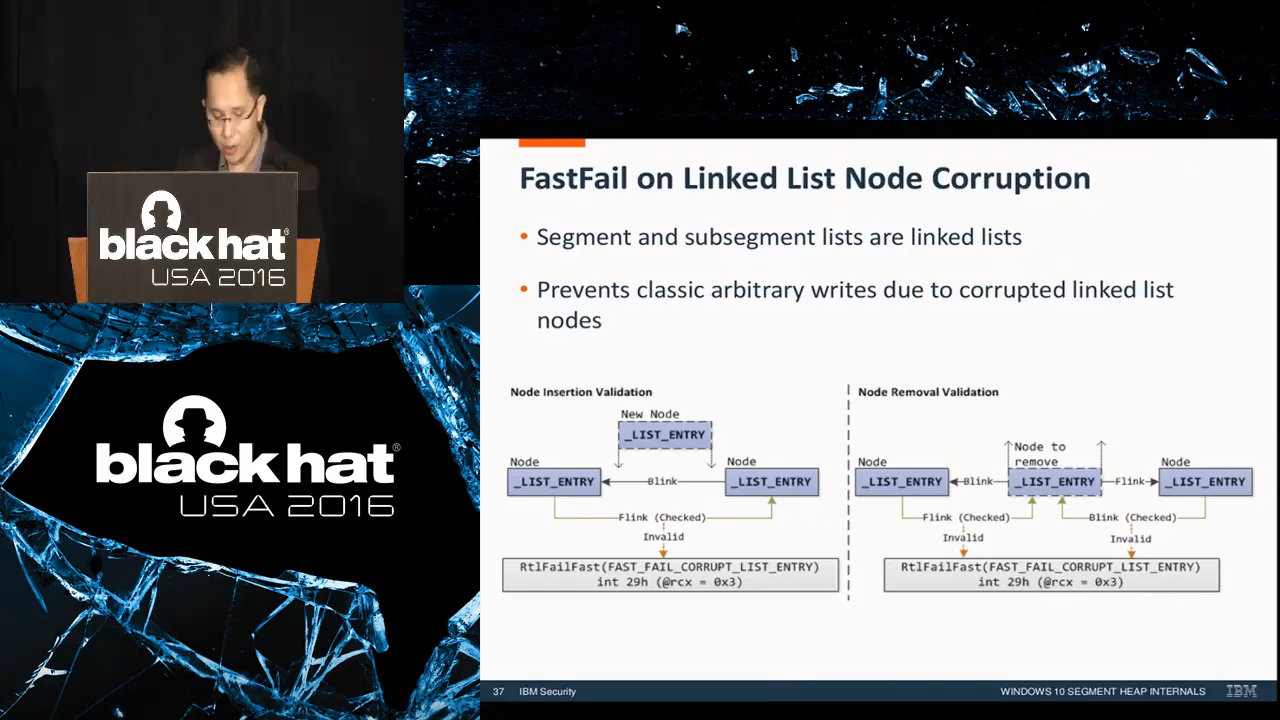 black hat
USA 2016
black hat
USA 2016
FastFail on Linked List Node Corruption
• Segment and subsegment lists are linked lists
• Prevents classic arbitrary writes due to corrupted linked list
nodes
Node Insertion Validation
New Node
_LIST_ENTRY
Node
Node
_LIST_ENTRY
Blink
_LIST_ENTRY
Flink (Checked)
Invalid
RtlFailFast(FAST_FAIL_CORRUPT_LIST_ENTRY)
int 29h (@rcx = 0x3)
Node Removal Validation
Node to
remove
Node
Node
_LIST_ENTRY
Blink
_LIST_ENTRY
Flink
_LIST_ENTRY
Flink (Checked)
Blink (Checked)
Invalid
Invalid
RtlFailFast(FAST_FAIL_CORRUPT_LIST_ENTRY)
int 29h (@rcx = 0x3)
37 IBM Security
WINDOWS 10 SEGMENT HEAP INTERNALS
IBM